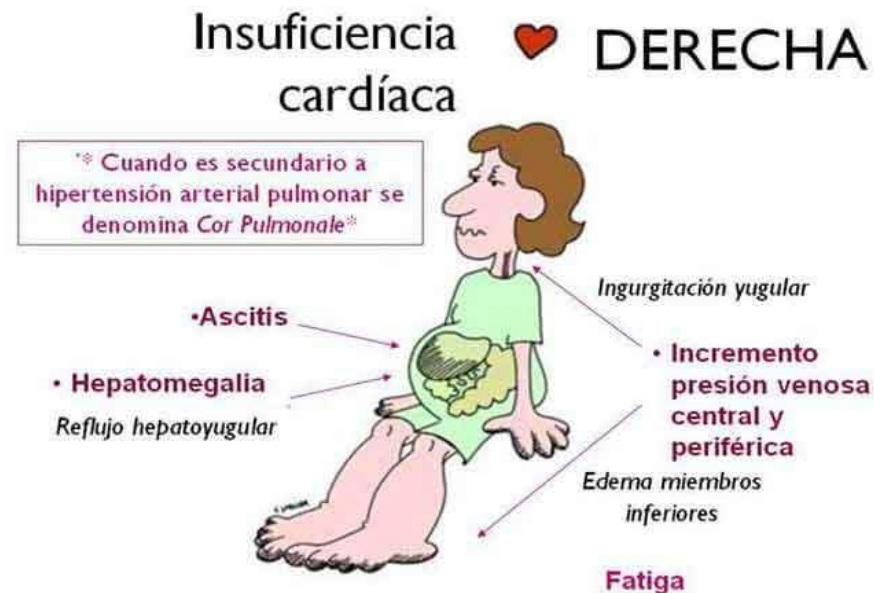 Insuficiencia
cardíaca
DERECHA
"* Cuando es secundario a
hipertensión arterial pulmonar se
denomina Cor Pulmonale*
•Ascitis
• Hepatomegalia
Reflujo hepatoyugular
Ingurgitación yugular
• Incremento
presión venosa
central y
periférica
Edema miembros
inferiores
Fatiga